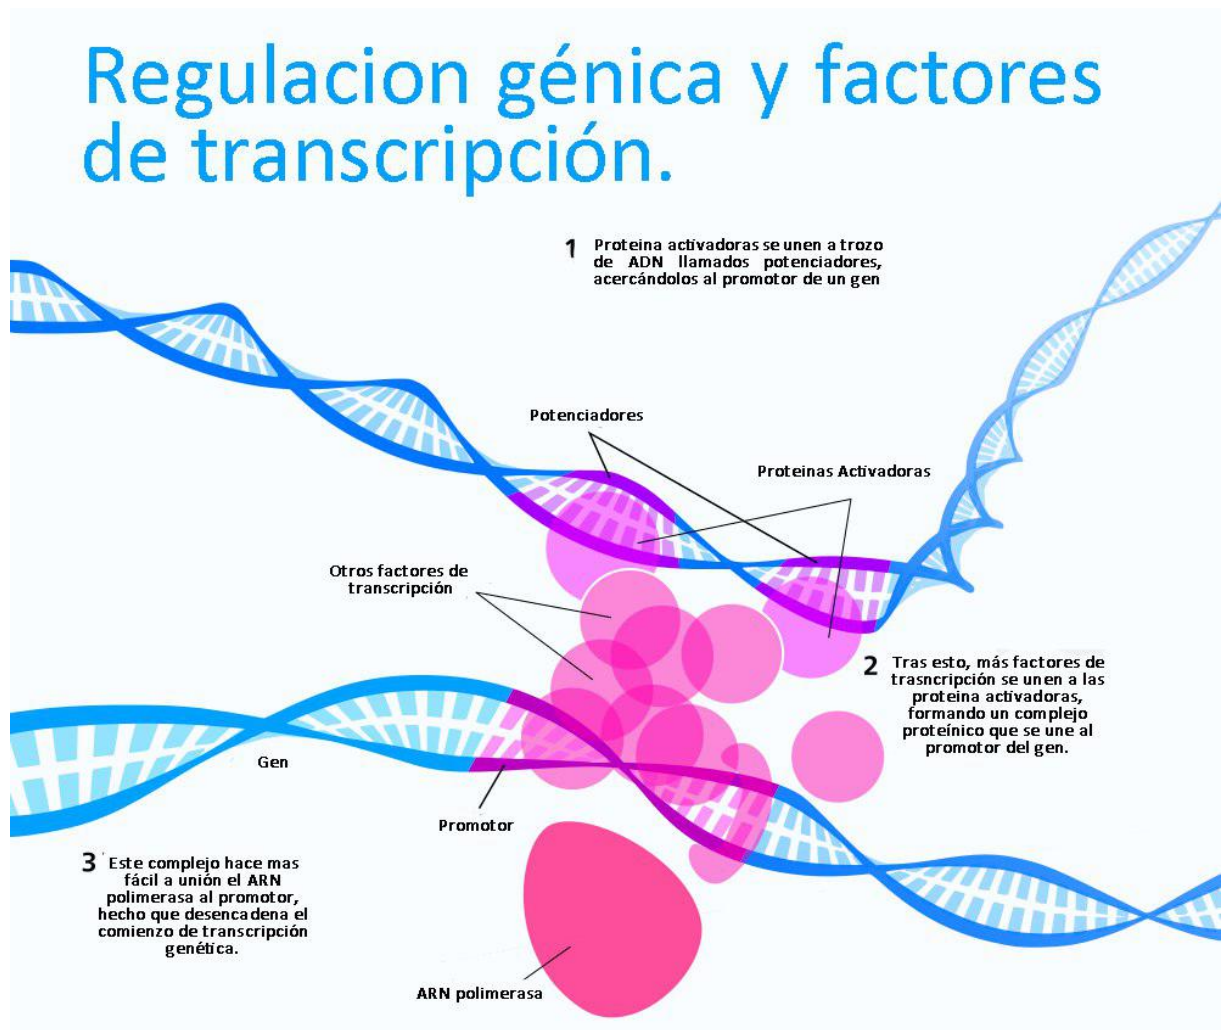 Regulacion génica y factores
de transcripción.
1 Proteina activadoras se unen a trozo
de ADN llamados potenciadores,
acercándolos al promotor de un gen
Potenciadores
Proteinas Activadoras
Otros factores de
transcripción
2 Tras esto, más factores de
trasncripción se unen a las
proteina activadoras,
formando un complejo
proteínico que se une al
promotor del gen.
Gen
Promotor
3 Este complejo hace mas
fácil a unión el ARN
polimerasa al promotor,
hecho que desencadena el
comienzo de transcripción
genética.
ARN polimerasa